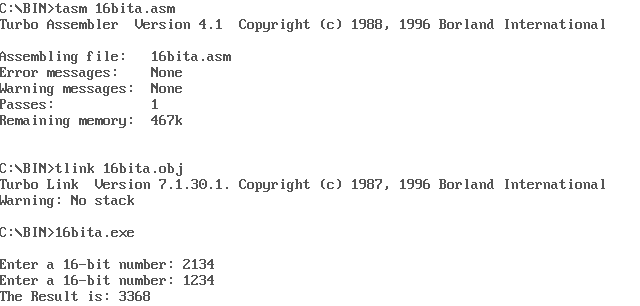 C:\BIN>tasm 16bita.asm
Turbo Assembler  Version 4.1  Copyright (c) 1988, 1996 Borland International
Assembling file:   16bita.asm
Error messages:    None
Warning messages:  None
Passes:            1
Remaining memory:  467k
C:\BIN>tlink 16bita.obj
Turbo Link  Version 7.1.30.1. Copyright (c) 1987, 1996 Borland International
Warning: No stack
C:\BIN>16bita.exe
Enter a 16-bit number: 2134
Enter a 16-bit number: 1234
The Result is: 3368